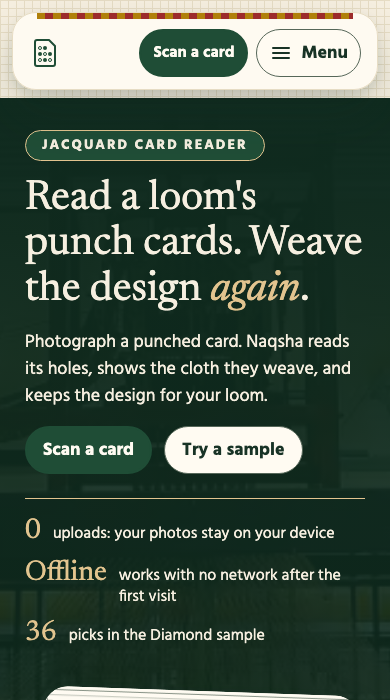 Scan a card
Menu
JACQUARD CARD READER
Read a loom's
punch cards. Weave
the design again.
Photograph a punched card. Naqsha reads
its holes, shows the cloth they weave, and
keeps the design for your loom.
Scan a card
Try a sample
0 uploads: your photos stay on your device
Offline works with no network after the
first visit
36 picks in the Diamond sample